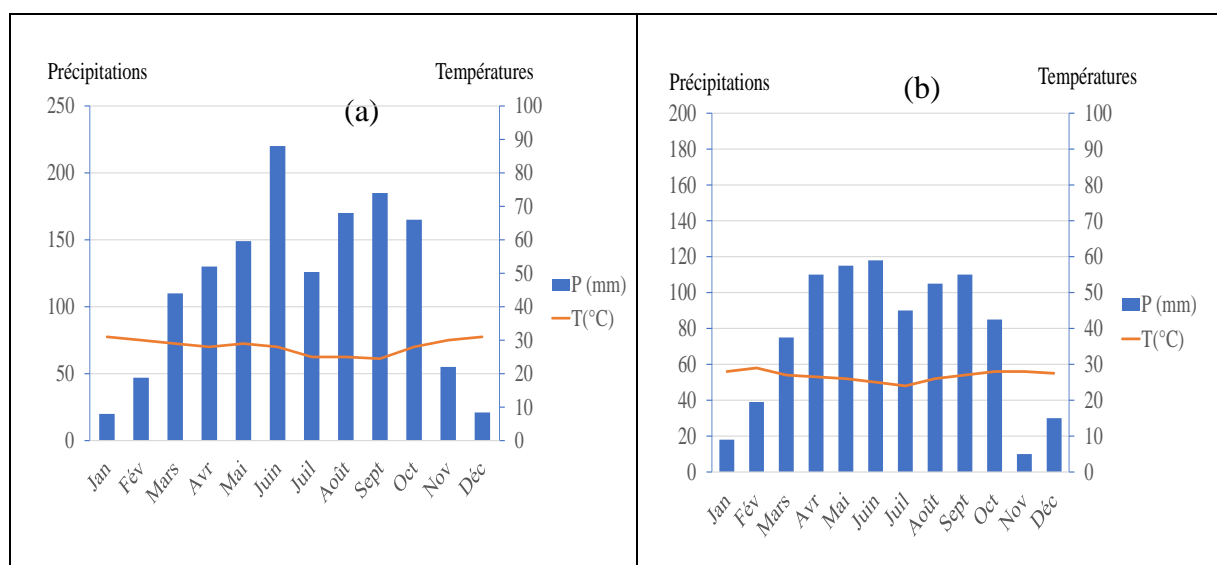 Précipitations
Températures
(a)
250
200
150
100
50
0
100
90
80
70
60
50
40
30
20
10
0
P (mm)
T(°C)
Jan
Fév
Mars
Avr
Mai
Juin
Juil
Août
Sept
Oct
Nov
Déc
Précipitations
Températures
(b)
200
180
160
140
120
100
80
60
40
20
0
100
90
80
70
60
50
40
30
20
10
0
P (mm)
T(°C)
Jan
Fév
Mars
Avr
Mai
Juin
Juil
Août
Sept
Oct
Nov
Déc